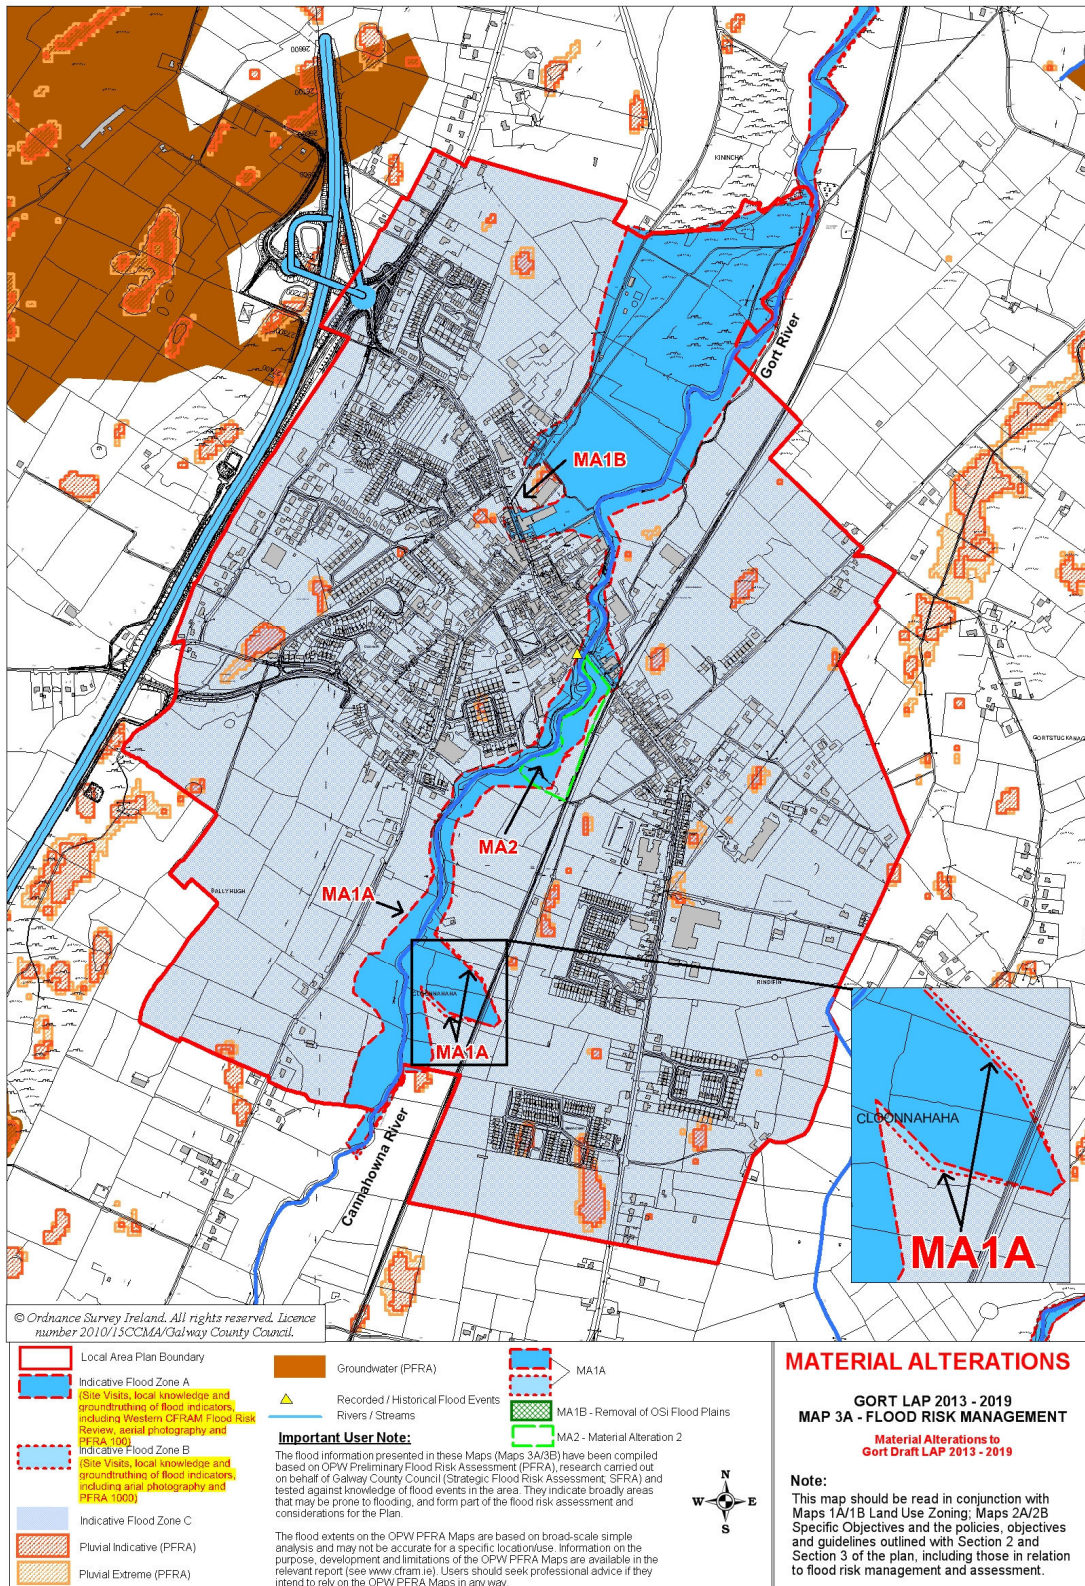 KININCHA
Gort River
MA1B
GORTSTUCKANAG
MA2
BALLYHUGH
MA1A
CLOONNAHAHA
RINDIFIN
MA1A
CLOONNAHAHA
MA1A
Cannahowna River
© Ordnance Survey Ireland. All rights reserved. Licence
number 2010/15CCMA/Galway County Council.
Local Area Plan Boundary
Indicative Flood Zone A
(Site Visits, local knowledge and
groundtruthing of flood indicators,
including Western CFRAM Flood Risk
Review, aerial photography and
PFRA 100)
Indicative Flood Zone B
(Site Visits, local knowledge and
groundtruthing of flood indicators,
including arial photography and
PFRA 1000)
Indicative Flood Zone C
Pluvial Indicative (PFRA)
Pluvial Extreme (PFRA)
Groundwater (PFRA)
Recorded / Historical Flood Events
Rivers / Streams
MA1A
MA1B - Removal of OSi Flood Plains
MA2 - Material Alteration 2
Important User Note:
The flood information presented in these Maps (Maps 3A/3B) have been compiled
based on OPW Preliminary Flood Risk Assessment (PFRA), research carried out
on behalf of Galway County Council (Strategic Flood Risk Assessment, SFRA) and
tested against knowledge of flood events in the area. They indicate broadly areas
that may be prone to flooding, and form part of the flood risk assessment and
considerations for the Plan.
The flood extents on the OPW PFRA Maps are based on broad-scale simple
analysis and may not be accurate for a specific location/use. Information on the
purpose, development and limitations of the OPW PFRA Maps are available in the
relevant report (see www.cfram.ie). Users should seek professional advice if they
intend to rely on the OPW PFRA Maps in any way.
N
W E
S
MATERIAL ALTERATIONS
GORT LAP 2013 - 2019
MAP 3A - FLOOD RISK MANAGEMENT
Material Alterations to
Gort Draft LAP 2013 - 2019
Note:
This map should be read in conjunction with
Maps 1A/1B Land Use Zoning; Maps 2A/2B
Specific Objectives and the policies, objectives
and guidelines outlined with Section 2 and
Section 3 of the plan, including those in relation
to flood risk management and assessment.